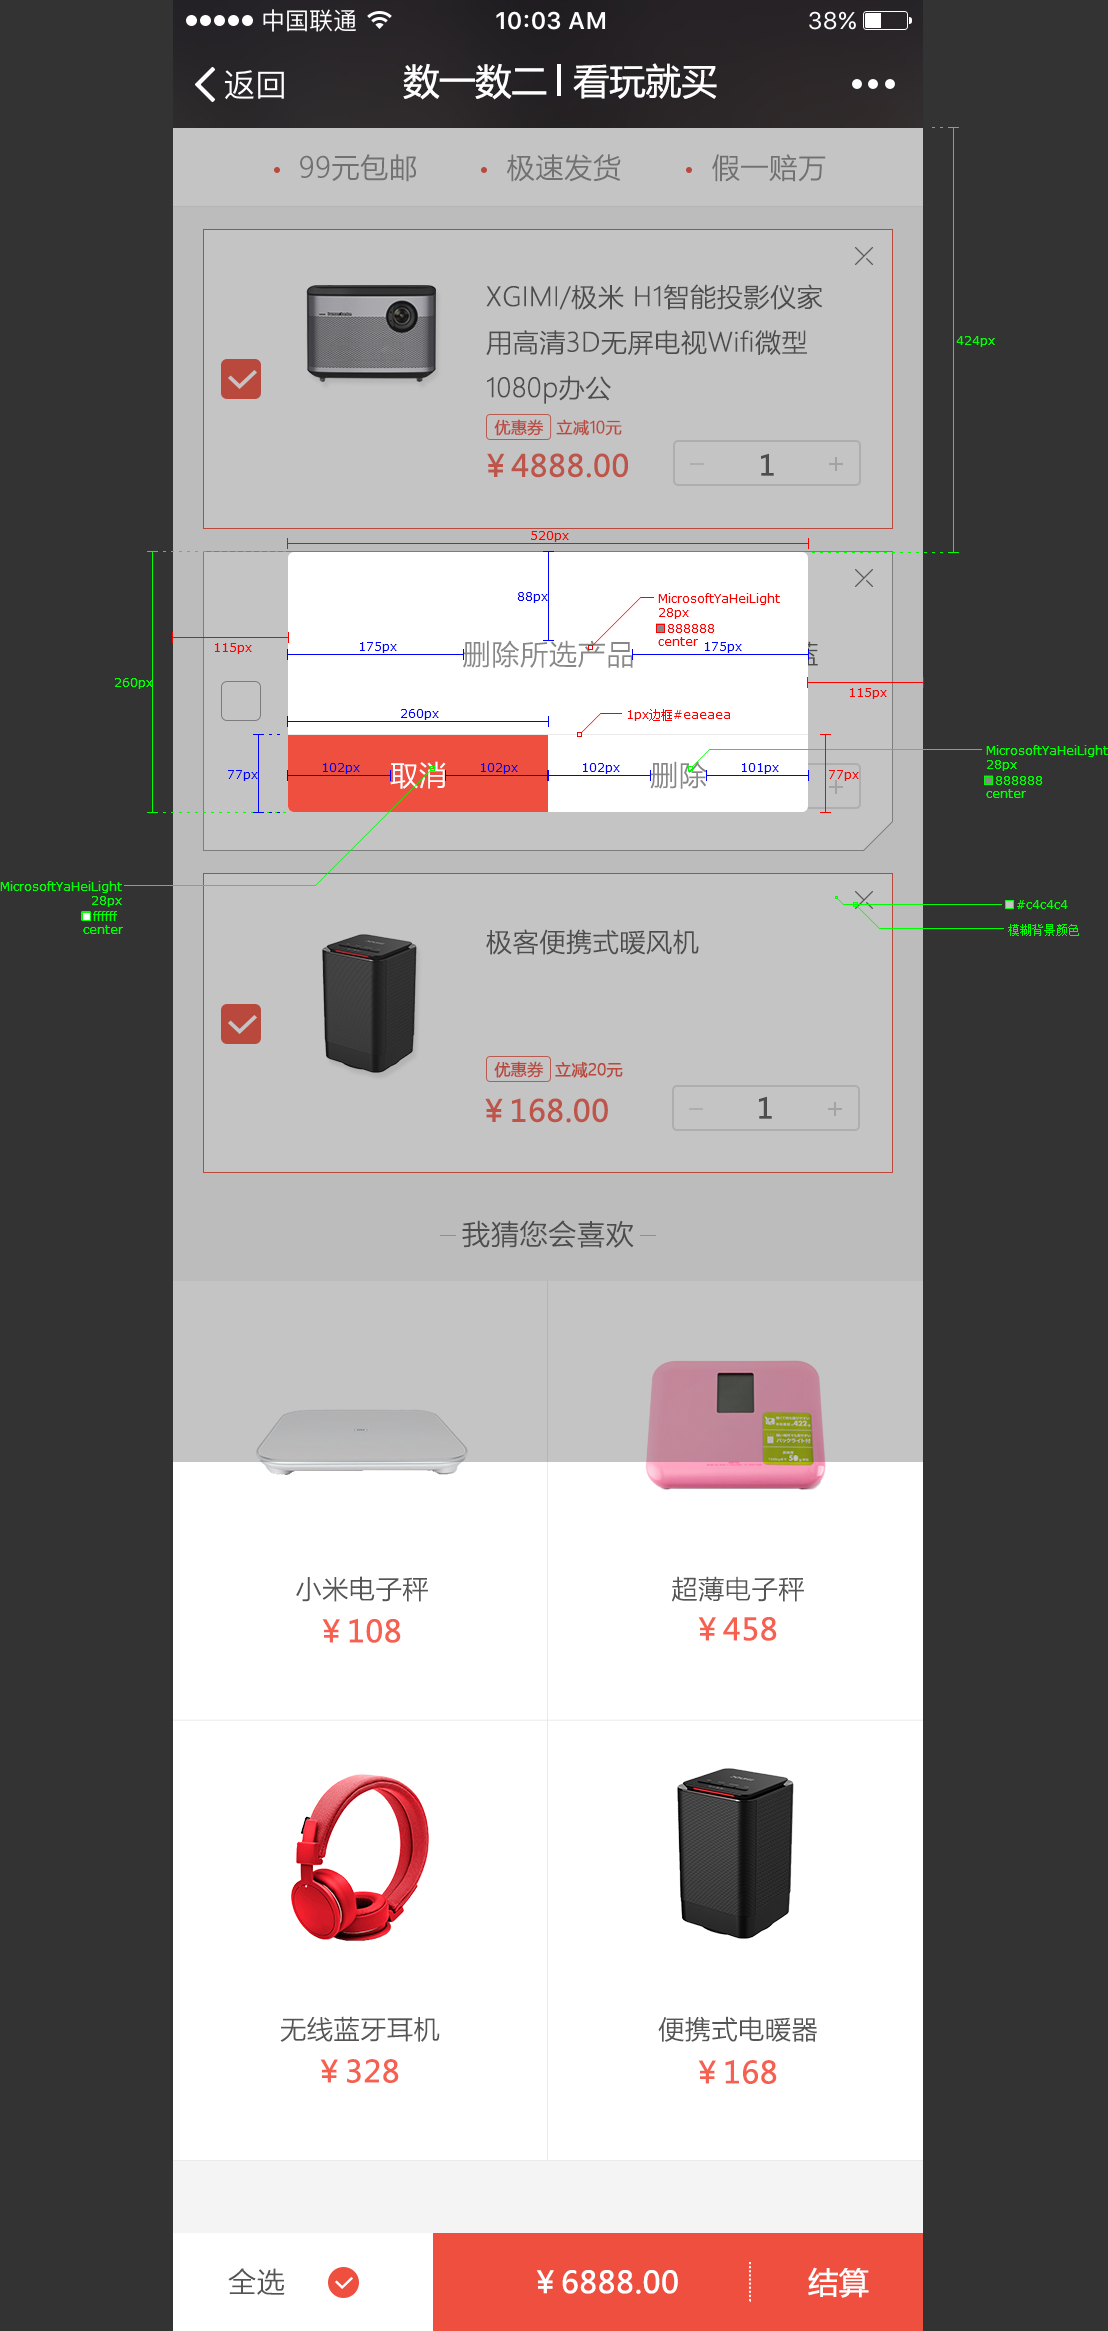 中国联通
10:03 AM
38%
返回
数一数二 | 看玩就买
99元包邮
极速发货
假一赔万
424px
XGIMI/极米 H1智能投影仪家
用高清3D无屏电视Wifi微型
1080p办公
优惠券 立减10元
¥ 4888.00
1
520px
88px
MicrosoftYaHeiLight
28px
888888
center
115px
175px
删除所选产品
175px
260px
115px
260px
1px边框#eaeaea
77px
102px
取消
102px
102px
删除
101px
77px
MicrosoftYaHeiLight
28px
888888
center
MicrosoftYaHeiLight
28px
ffffff
center
#c4c4c4
模糊背景颜色
极客便携式暖风机
优惠券 立减20元
¥ 168.00
1
我猜您会喜欢
小米电子秤
¥ 108
超薄电子秤
¥ 458
无线蓝牙耳机
¥ 328
便携式电暖器
¥ 168
全选
¥ 6888.00
结算